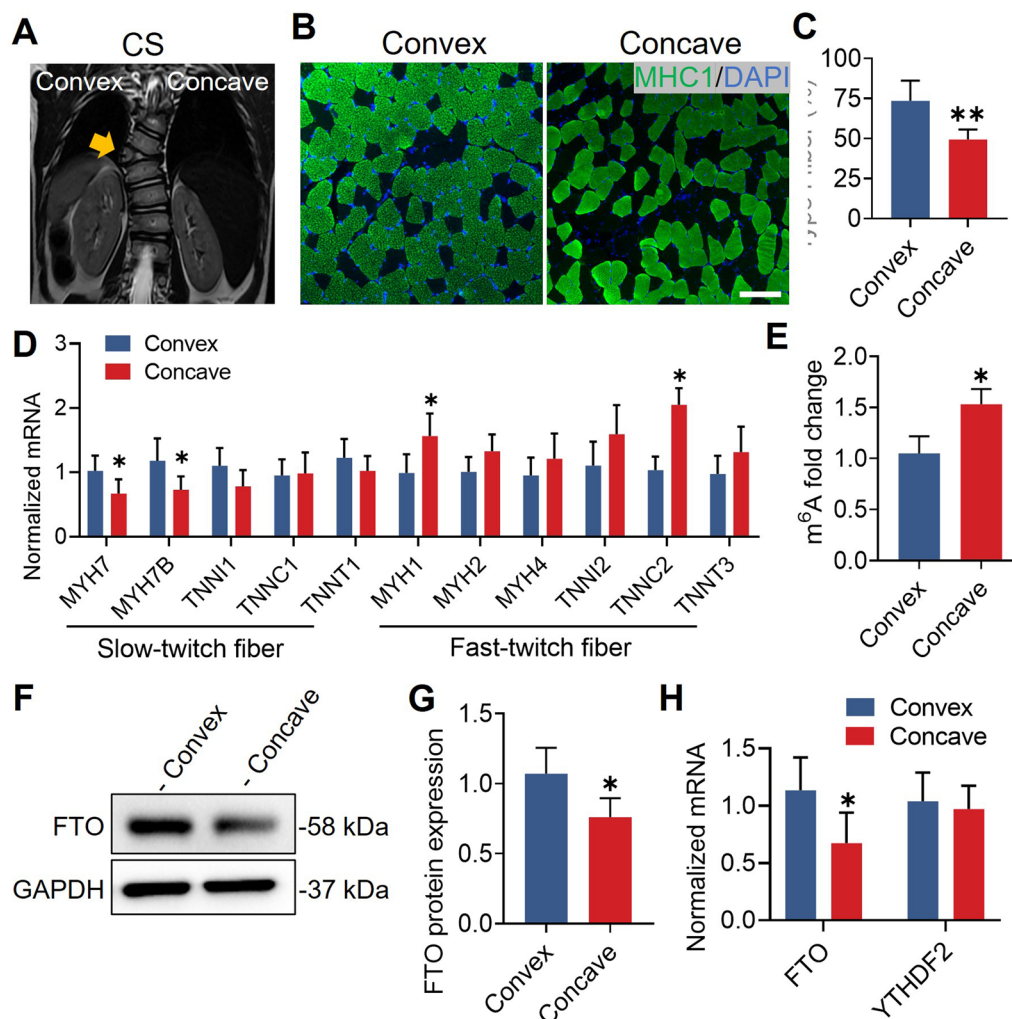 A
CS
Convex Concave
B
Convex Concave
MHC1/DAPI
C
100
75
50
25
0
**
Convex
Concave
D
Normalized mRNA
3
2
1
0
Convex
Concave
* * * *
MYH7
MYH7B
TNNI1
TNNC1
TNNT1
MYH1
MYH2
MYH4
TNNI2
TNNC2
TNNT3
Slow-twitch fiber
Fast-twitch fiber
E
m⁶A fold change
2.0
1.5
1.0
0.5
0.0
*
Convex
Concave
F
- Convex
- Concave
FTO
-58 kDa
GAPDH
-37 kDa
G
FTO protein expression
1.5
1.0
0.5
0.0
*
Convex
Concave
H
Convex
Concave
Normalized mRNA
1.5
1.0
0.5
0.0
*
FTO
YTHDF2